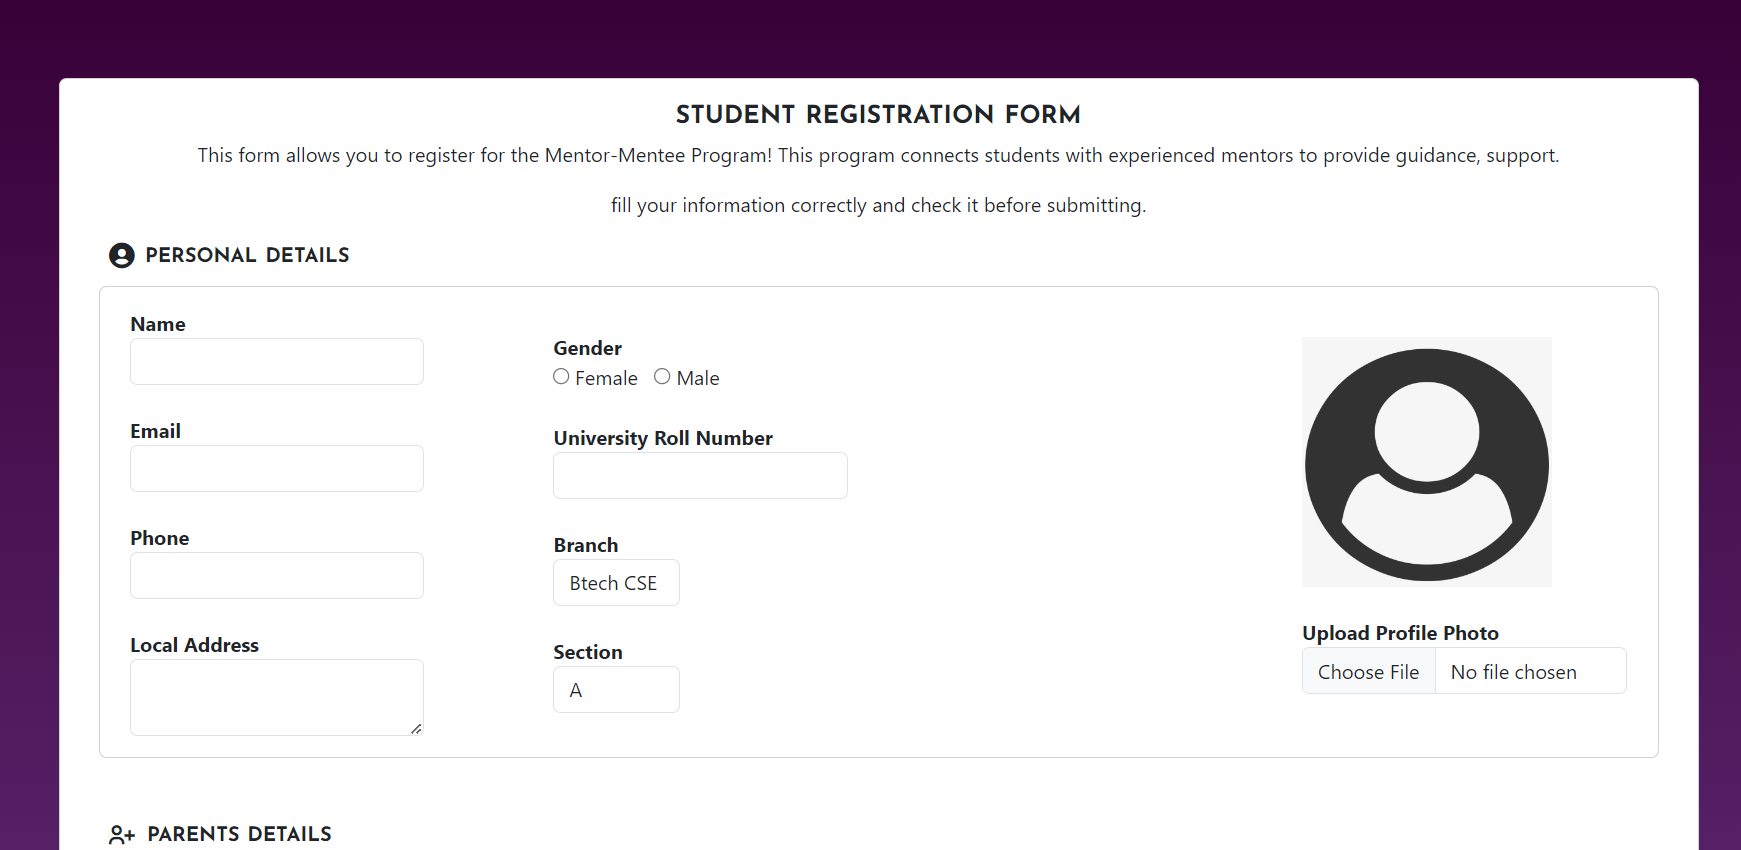 STUDENT REGISTRATION FORM
This form allows you to register for the Mentor-Mentee Program! This program connects students with experienced mentors to provide guidance, support.
fill your information correctly and check it before submitting.
PERSONAL DETAILS
Name
Email
Phone
Local Address
Gender
Female Male
University Roll Number
Branch
Btech CSE
Section
A
Upload Profile Photo
Choose File No file chosen
PARENTS DETAILS